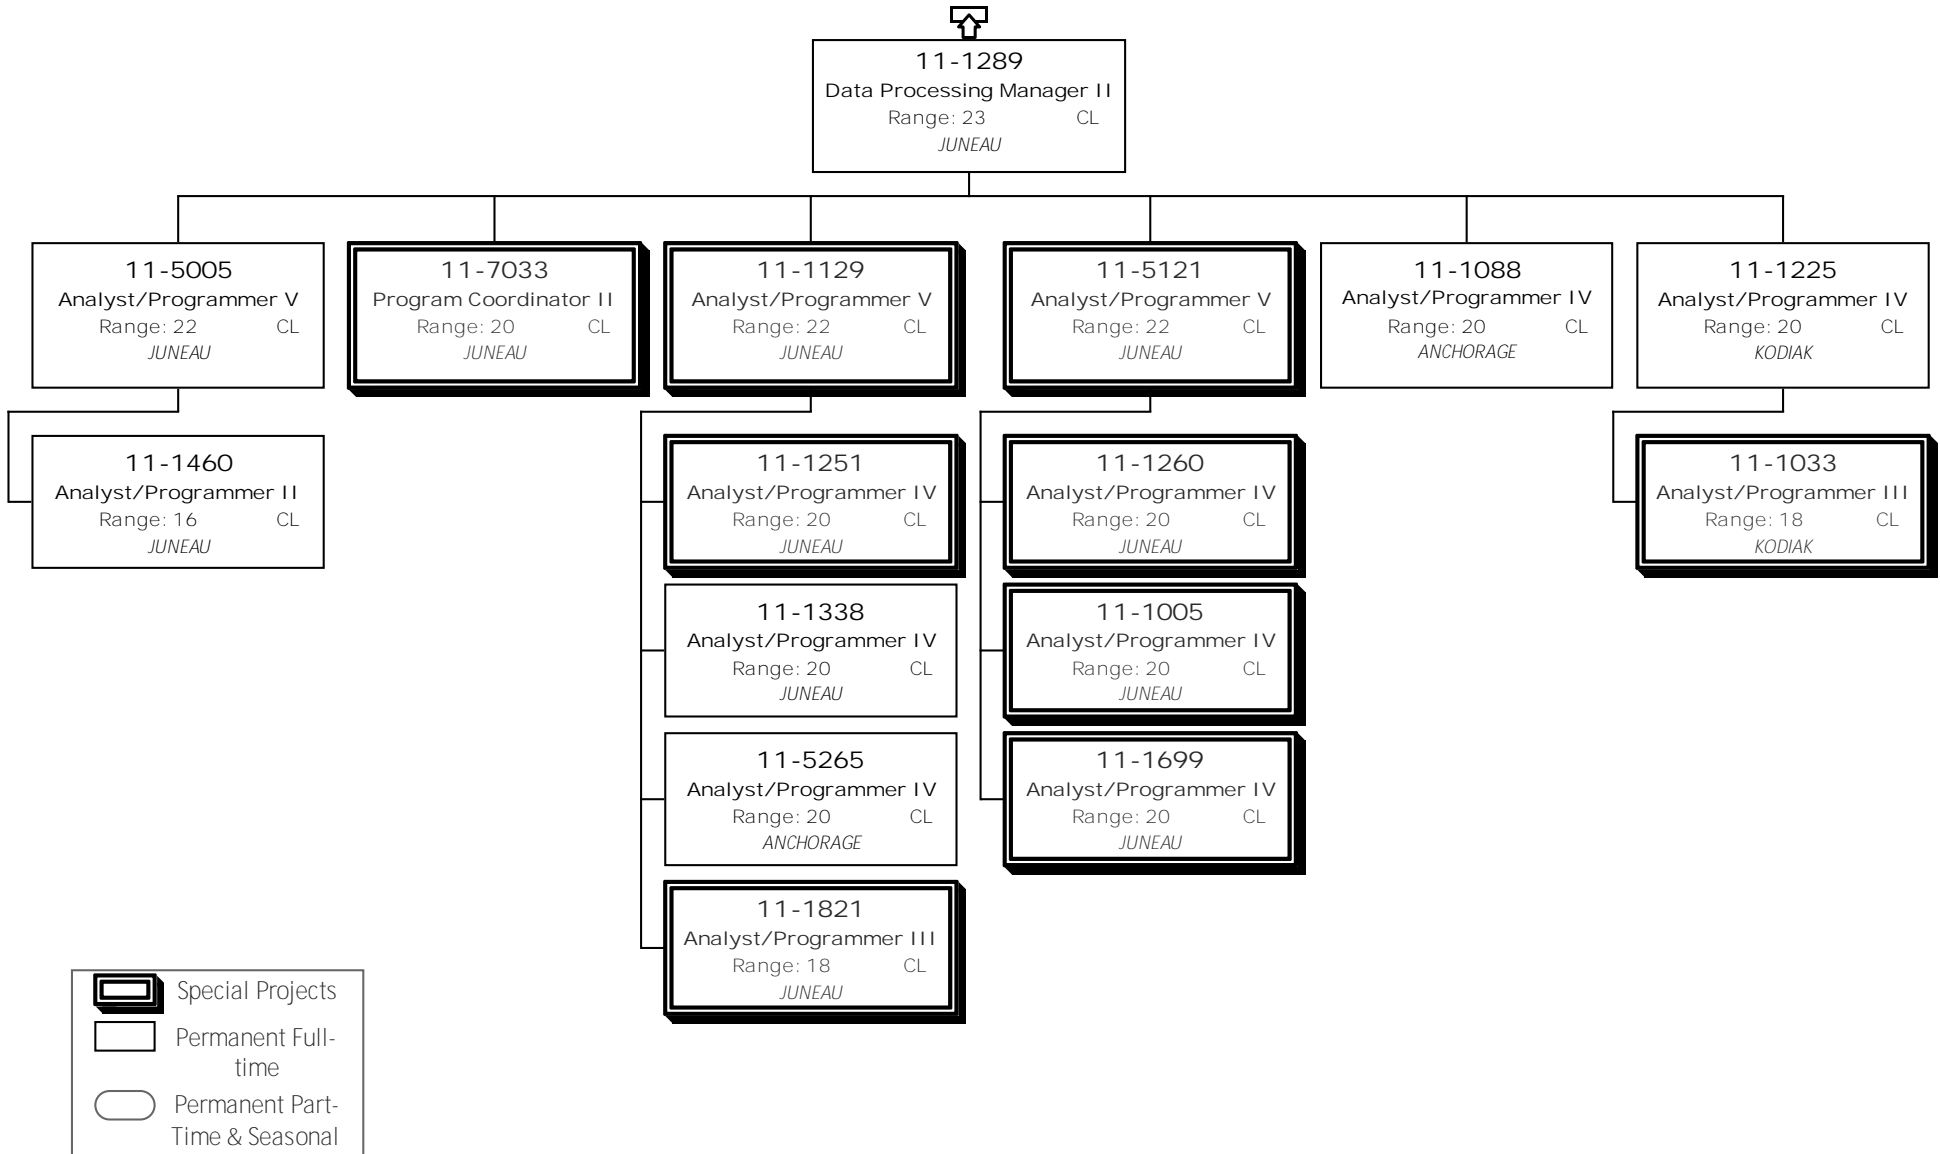 11-1289
Data Processing Manager II
Range: 23 CL
JUNEAU
11-5005
Analyst/Programmer V
Range: 22 CL
JUNEAU
11-7033
Program Coordinator II
Range: 20 CL
JUNEAU
11-1129
Analyst/Programmer V
Range: 22 CL
JUNEAU
11-5121
Analyst/Programmer V
Range: 22 CL
JUNEAU
11-1088
Analyst/Programmer IV
Range: 20 CL
ANCHORAGE
11-1225
Analyst/Programmer IV
Range: 20 CL
KODIAK
11-1460
Analyst/Programmer II
Range: 16 CL
JUNEAU
11-1251
Analyst/Programmer IV
Range: 20 CL
JUNEAU
11-1260
Analyst/Programmer IV
Range: 20 CL
JUNEAU
11-1033
Analyst/Programmer III
Range: 18 CL
KODIAK
11-1338
Analyst/Programmer IV
Range: 20 CL
JUNEAU
11-1005
Analyst/Programmer IV
Range: 20 CL
JUNEAU
11-5265
Analyst/Programmer IV
Range: 20 CL
ANCHORAGE
11-1699
Analyst/Programmer IV
Range: 20 CL
JUNEAU
11-1821
Analyst/Programmer III
Range: 18 CL
JUNEAU
Special Projects
Permanent Full-
time
Permanent Part-
Time & Seasonal